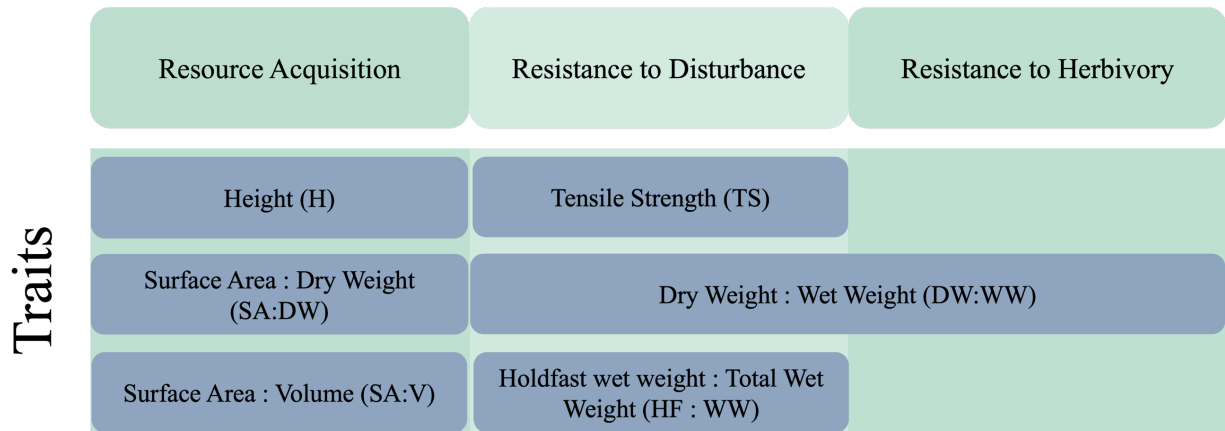 Resource Acquisition
Resistance to Disturbance
Resistance to Herbivory
Traits
Height (H)
Tensile Strength (TS)
Surface Area : Dry Weight
(SA:DW)
Dry Weight : Wet Weight (DW:WW)
Surface Area : Volume (SA:V)
Holdfast wet weight : Total Wet
Weight (HF : WW)